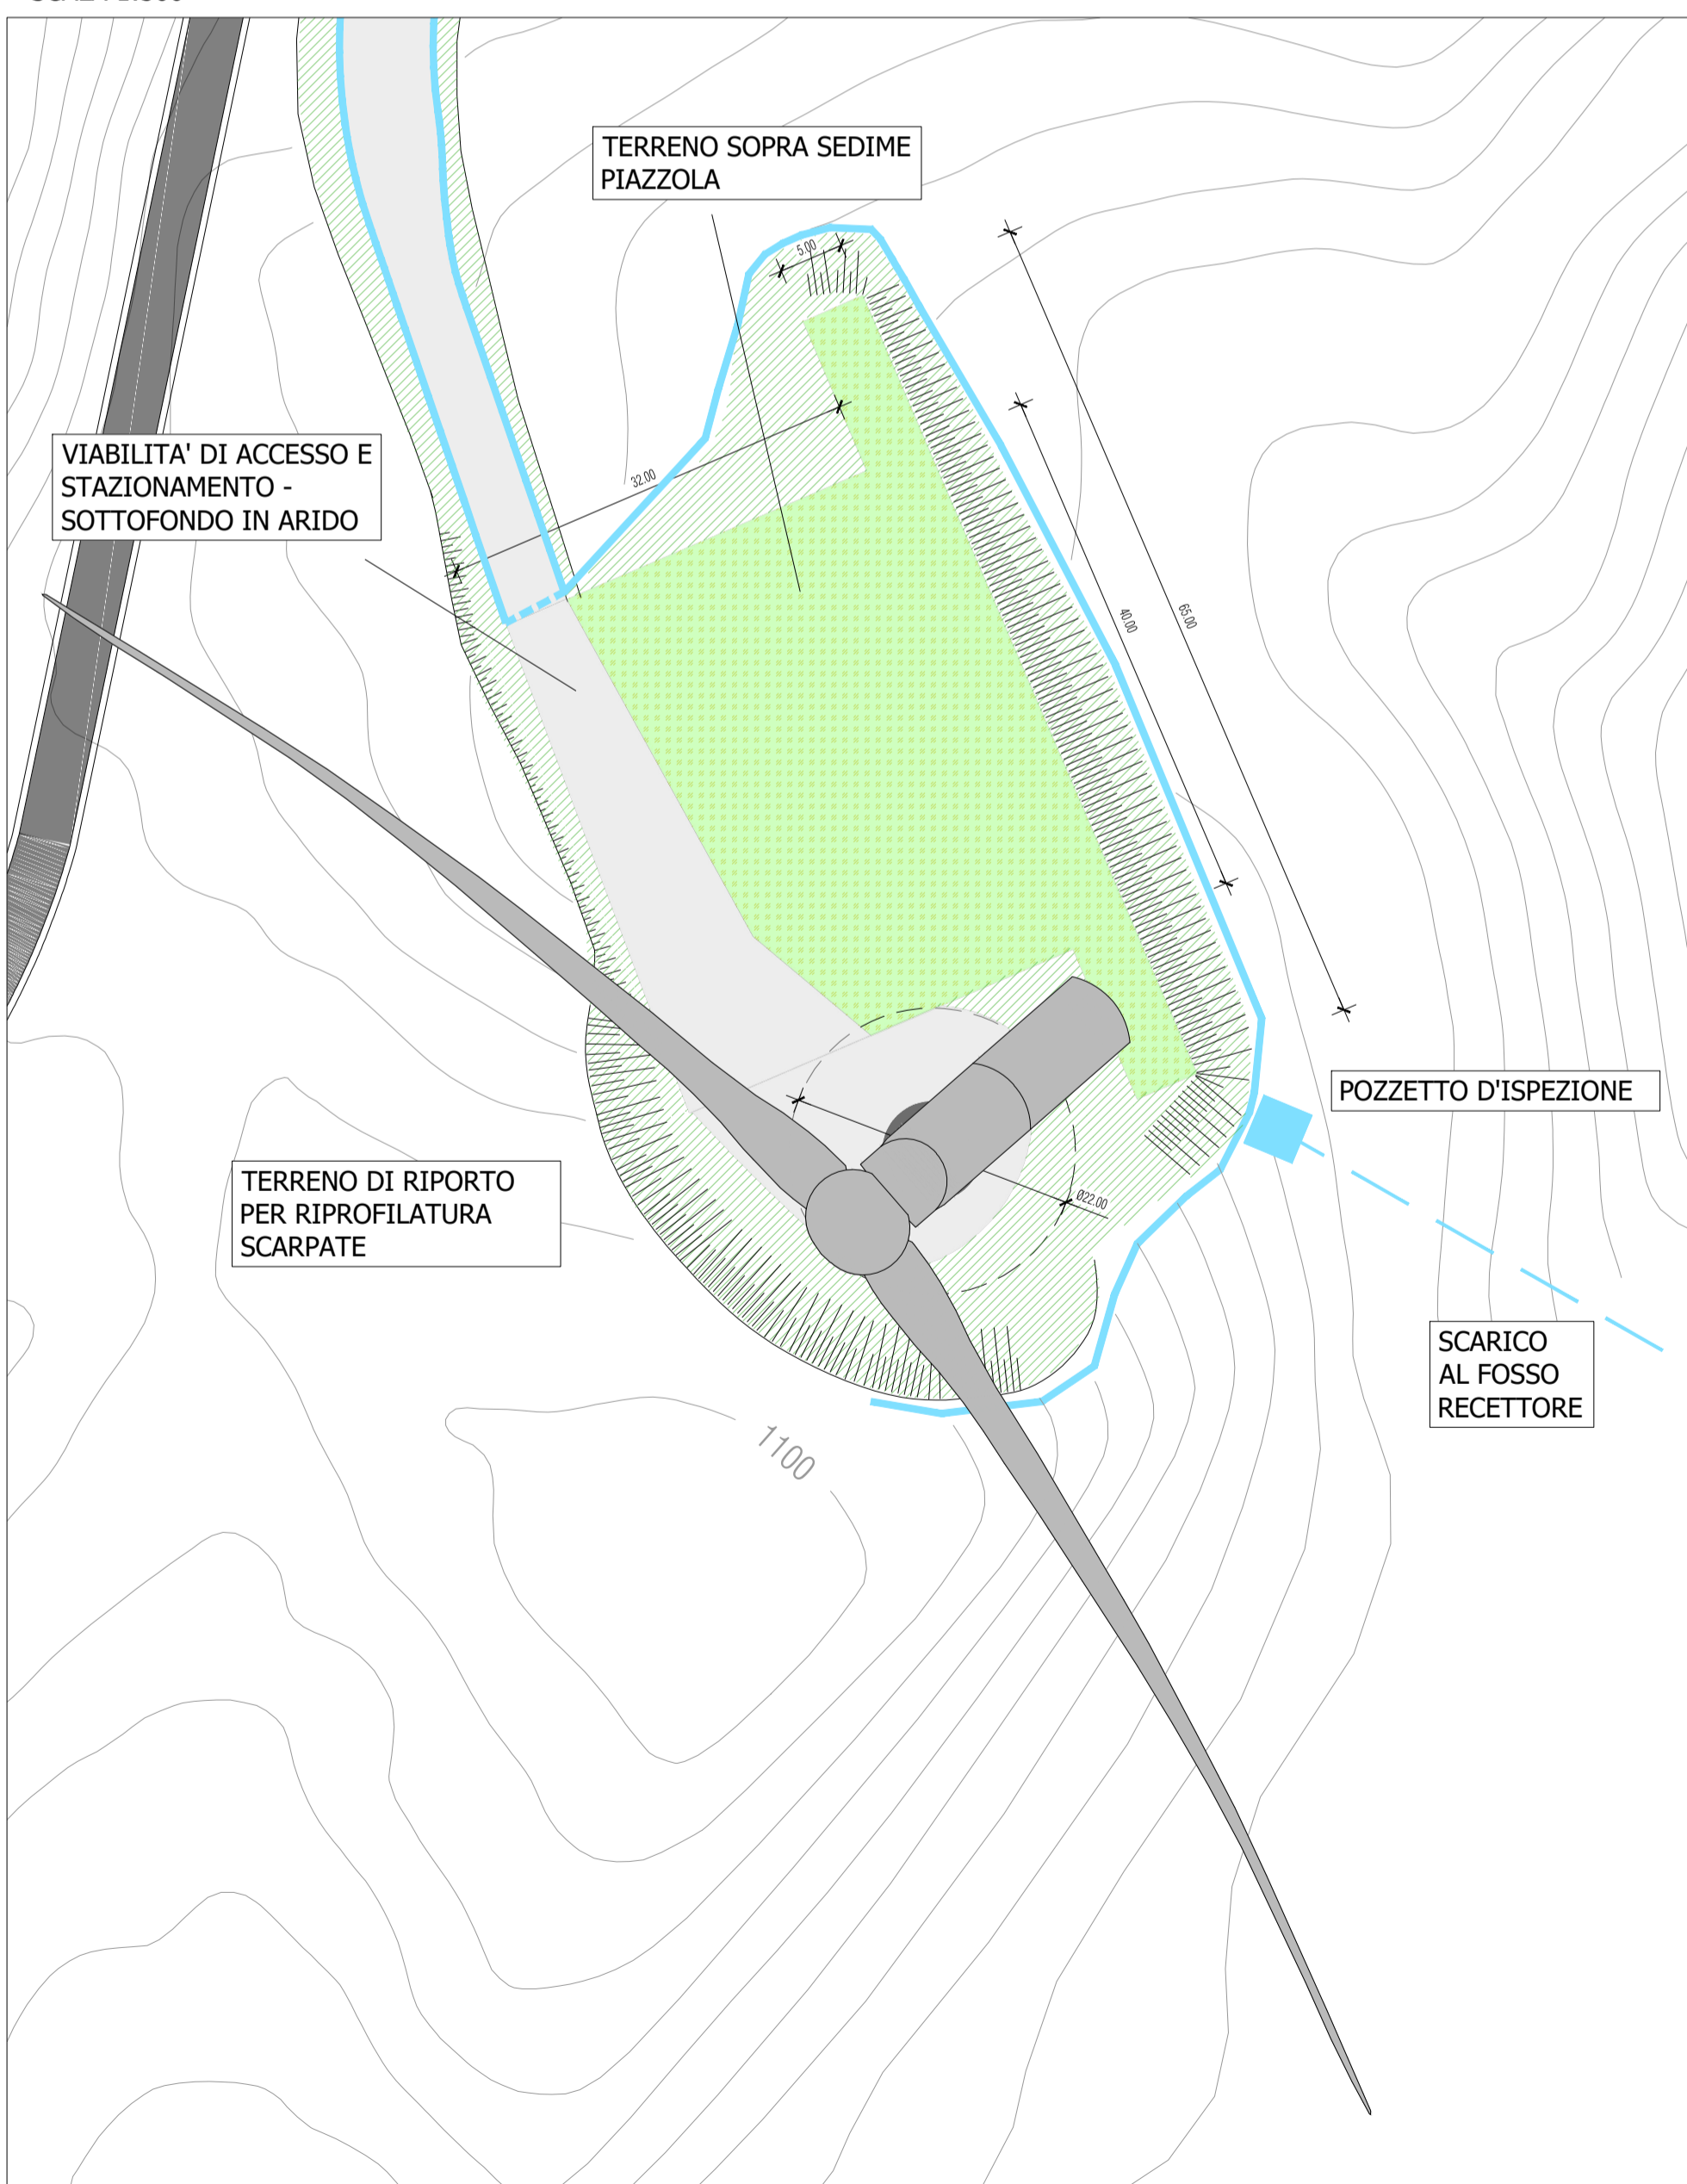 TERRENO SOPRA SEDIME
PIAZZOLA
5.00
VIABILITA' DI ACCESSO E
STAZIONAMENTO -
SOTTOFONDO IN ARIDO
32.00
40.00
65.00
POZZETTO D'ISPEZIONE
TERRENO DI RIPORTO
PER RIPROFILATURA
SCARPATE
Ø22.00
SCARICO
AL FOSSO
RECETTORE
1100